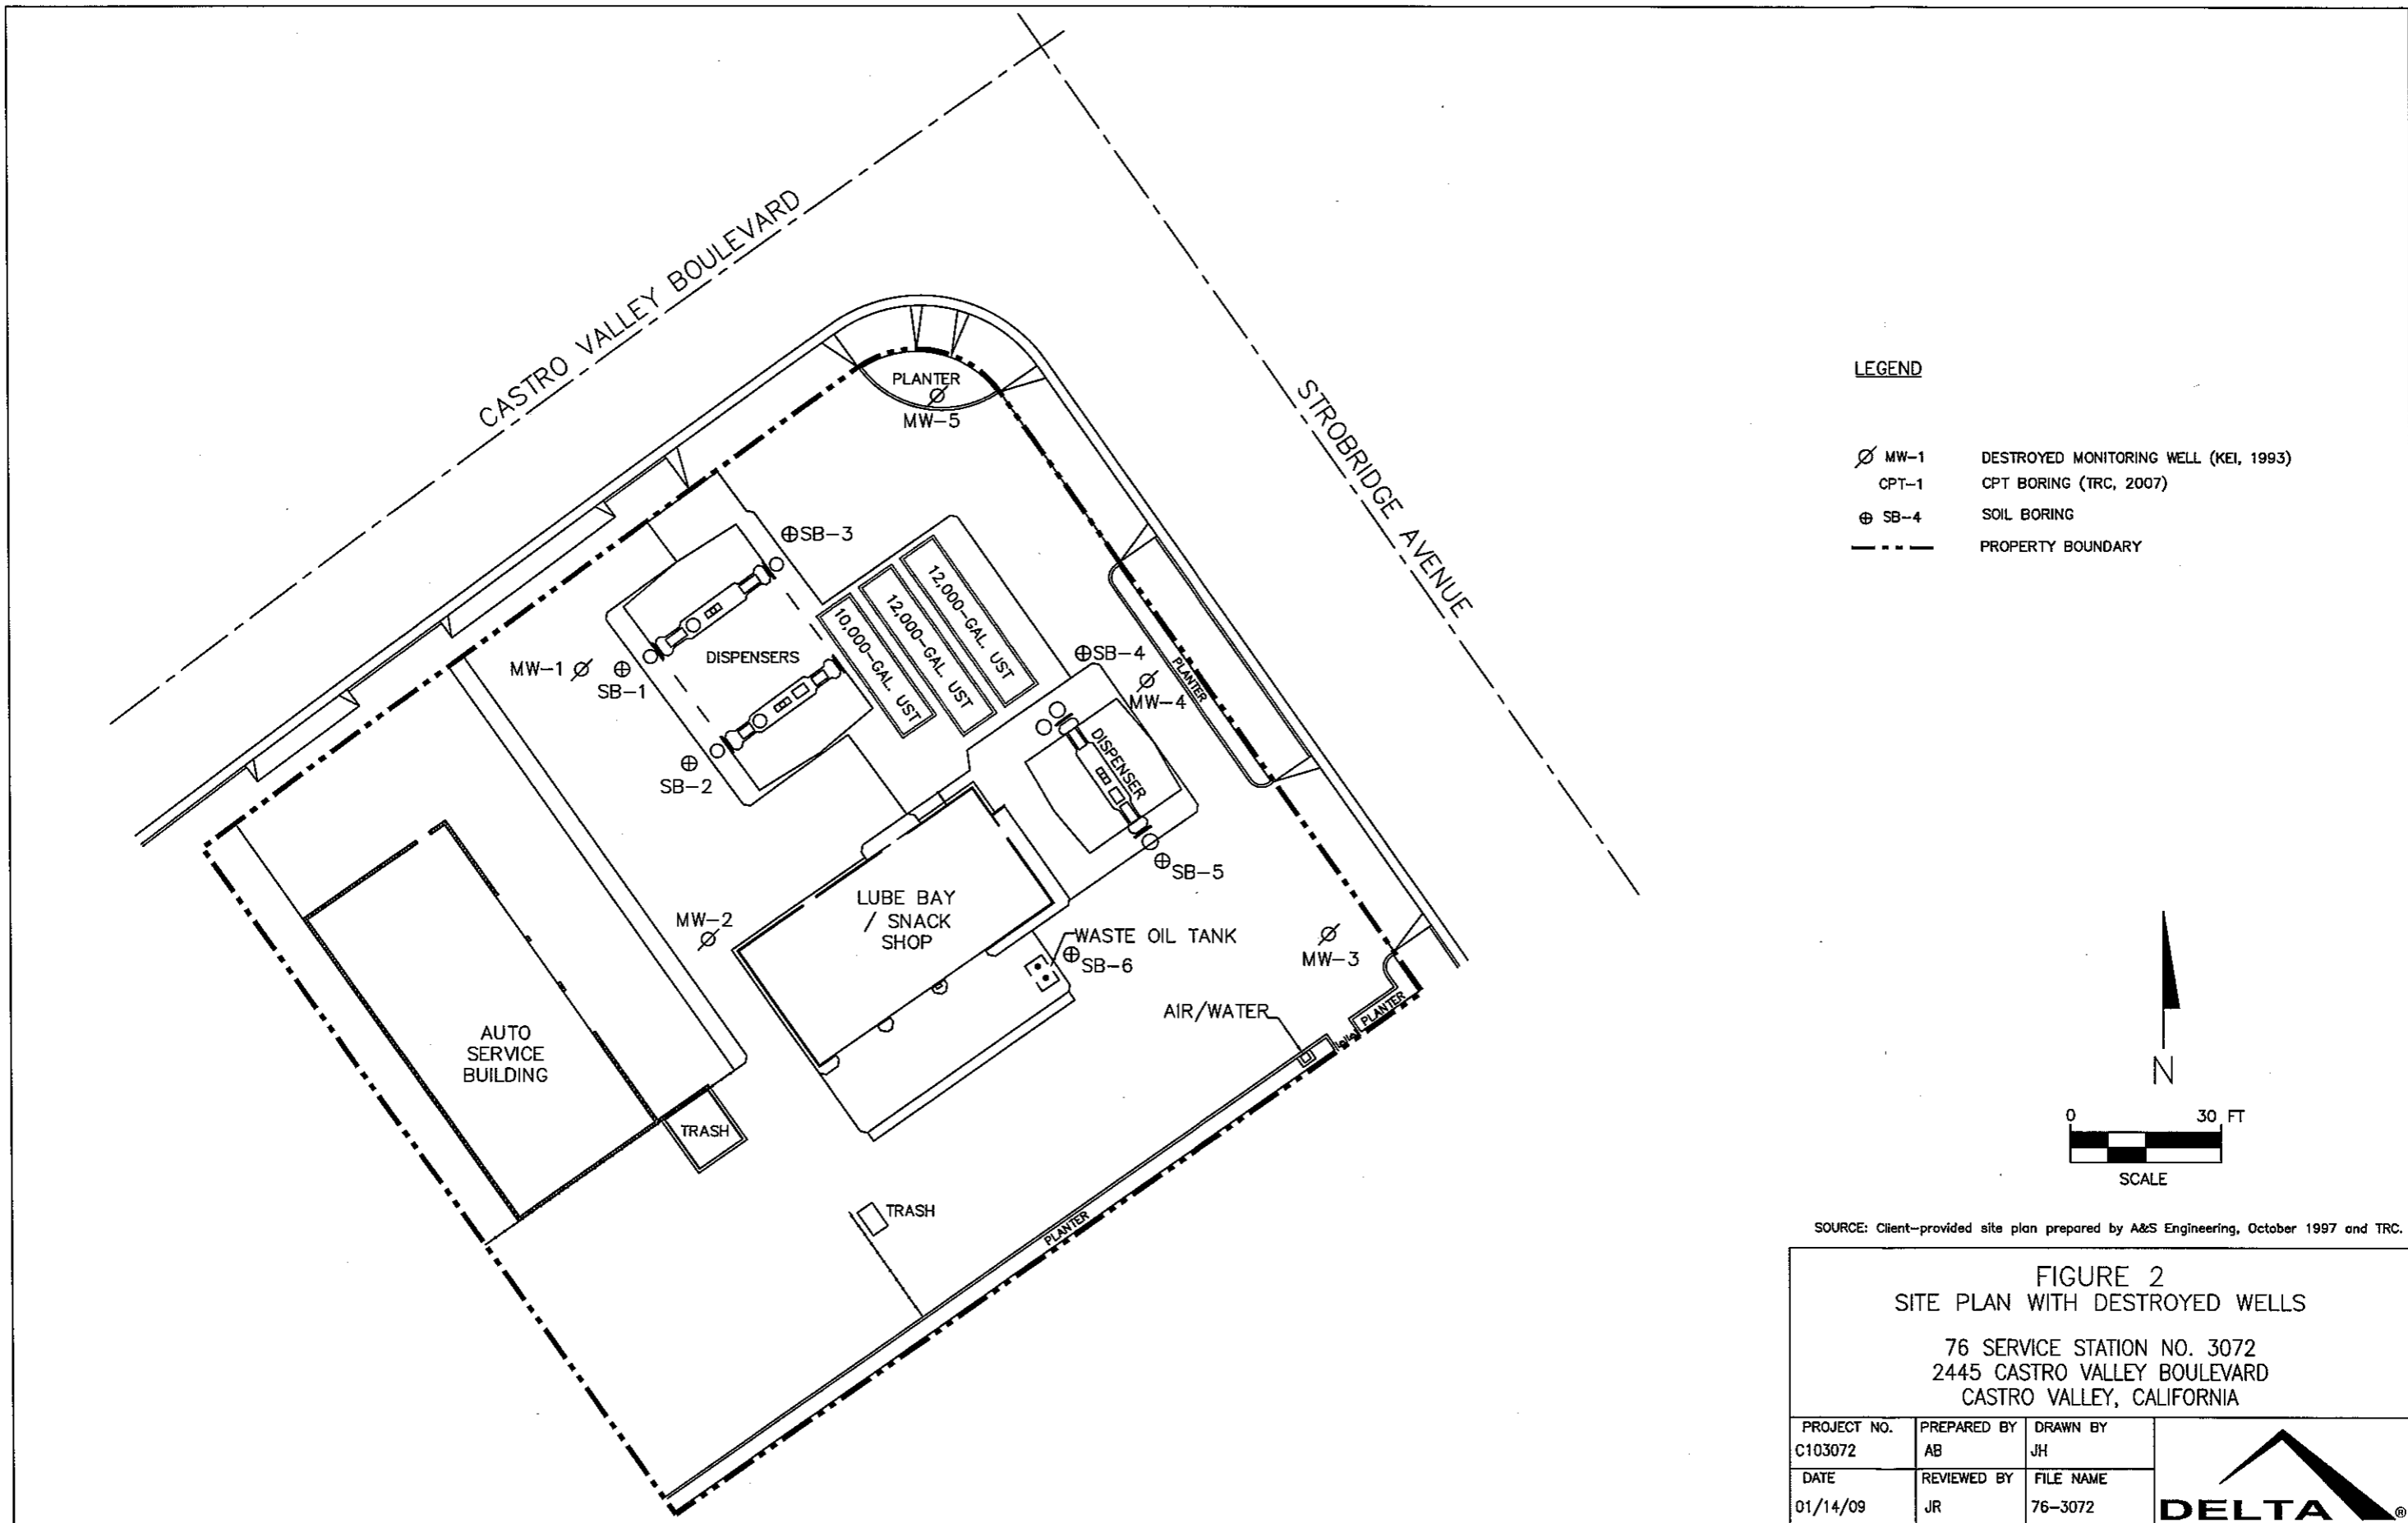 CASTRO VALLEY BOULEVARD
STROBRIDGE AVENUE
PLANTER
MW-5
SB-3
12,000-GAL. UST
12,000-GAL. UST
10,000-GAL. UST
DISPENSERS
MW-1
SB-1
SB-2
SB-4
MW-4
PLANTER
DISPENSER
SB-5
LUBE BAY
/ SNACK
SHOP
MW-2
WASTE OIL TANK
SB-6
MW-3
AIR/WATER
PLANTER
AUTO
SERVICE
BUILDING
TRASH
TRASH
PLANTER
LEGEND
MW-1 DESTROYED MONITORING WELL (KEI, 1993)
CPT-1 CPT BORING (TRC, 2007)
SB-4 SOIL BORING
PROPERTY BOUNDARY
N
0 30 FT
SCALE
SOURCE: Client-provided site plan prepared by A&S Engineering, October 1997 and TRC.
FIGURE 2
SITE PLAN WITH DESTROYED WELLS
76 SERVICE STATION NO. 3072
2445 CASTRO VALLEY BOULEVARD
CASTRO VALLEY, CALIFORNIA
PROJECT NO. PREPARED BY DRAWN BY
C103072 AB JH
DATE REVIEWED BY FILE NAME
01/14/09 JR 76-3072
DELTA ®